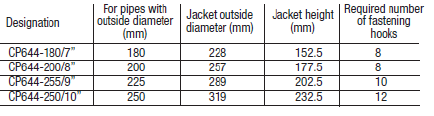 Designation
For pipes with
outside diameter
(mm)
Jacket outside
diameter (mm)
Jacket height
(mm)
Required number
of fastening
hooks
CP644-180/7” 180 228 152.5 8
CP644-200/8” 200 257 177.5 8
CP644-255/9” 225 289 202.5 10
CP644-250/10” 250 319 232.5 12